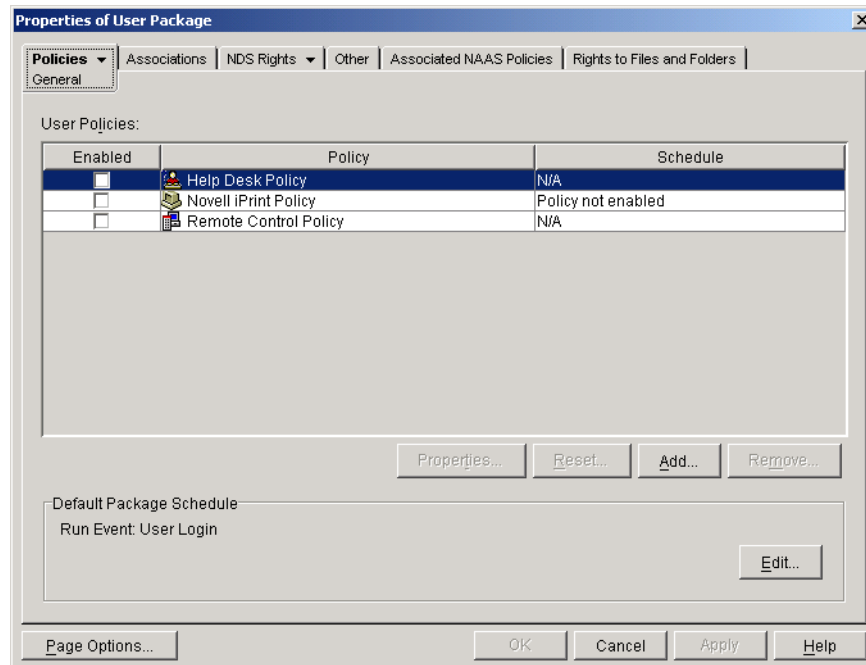 Properties of User Package
Policies
Associations
NDS Rights
Other
Associated NAAS Policies
Rights to Files and Folders
General
User Policies:
Enabled Policy Schedule
Help Desk Policy N/A
Novell iPrint Policy Policy not enabled
Remote Control Policy N/A
Properties... Reset... Add... Remove...
Default Package Schedule
Run Event: User Login
Edit...
Page Options... OK Cancel Apply Help